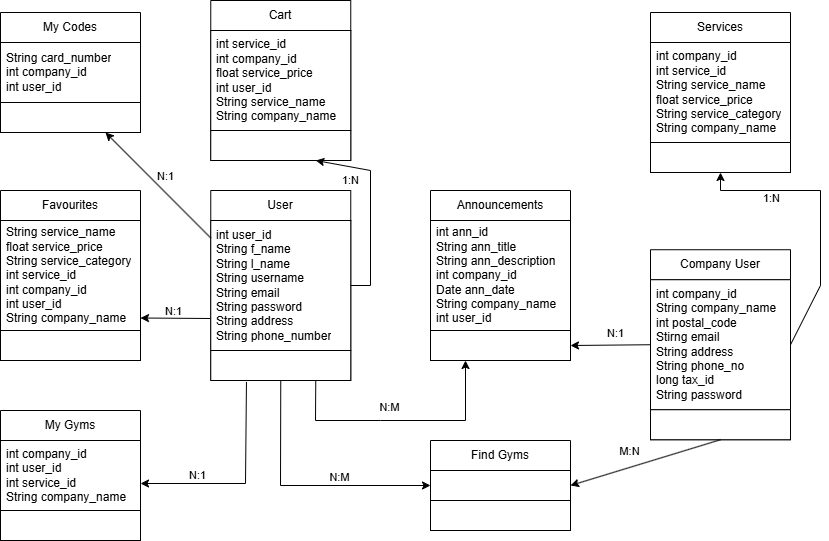 My Codes
String card_number
int company_id
int user_id
Cart
int service_id
int company_id
float service_price
int user_id
String service_name
String company_name
Services
int company_id
int service_id
String service_name
float service_price
String service_category
String company_name
N:1
1:N
1:N
Favourites
String service_name
float service_price
String service_category
int service_id
int company_id
int user_id
String company_name
N:1
User
int user_id
String f_name
String l_name
String username
String email
String password
String address
String phone_number
Announcements
int ann_id
String ann_title
String ann_description
int company_id
Date ann_date
String company_name
int user_id
N:1
Company User
int company_id
String company_name
int postal_code
Stirng email
String address
String phone_no
long tax_id
String password
My Gyms
int company_id
int user_id
int service_id
String company_name
N:1
N:M
N:M
Find Gyms
M:N